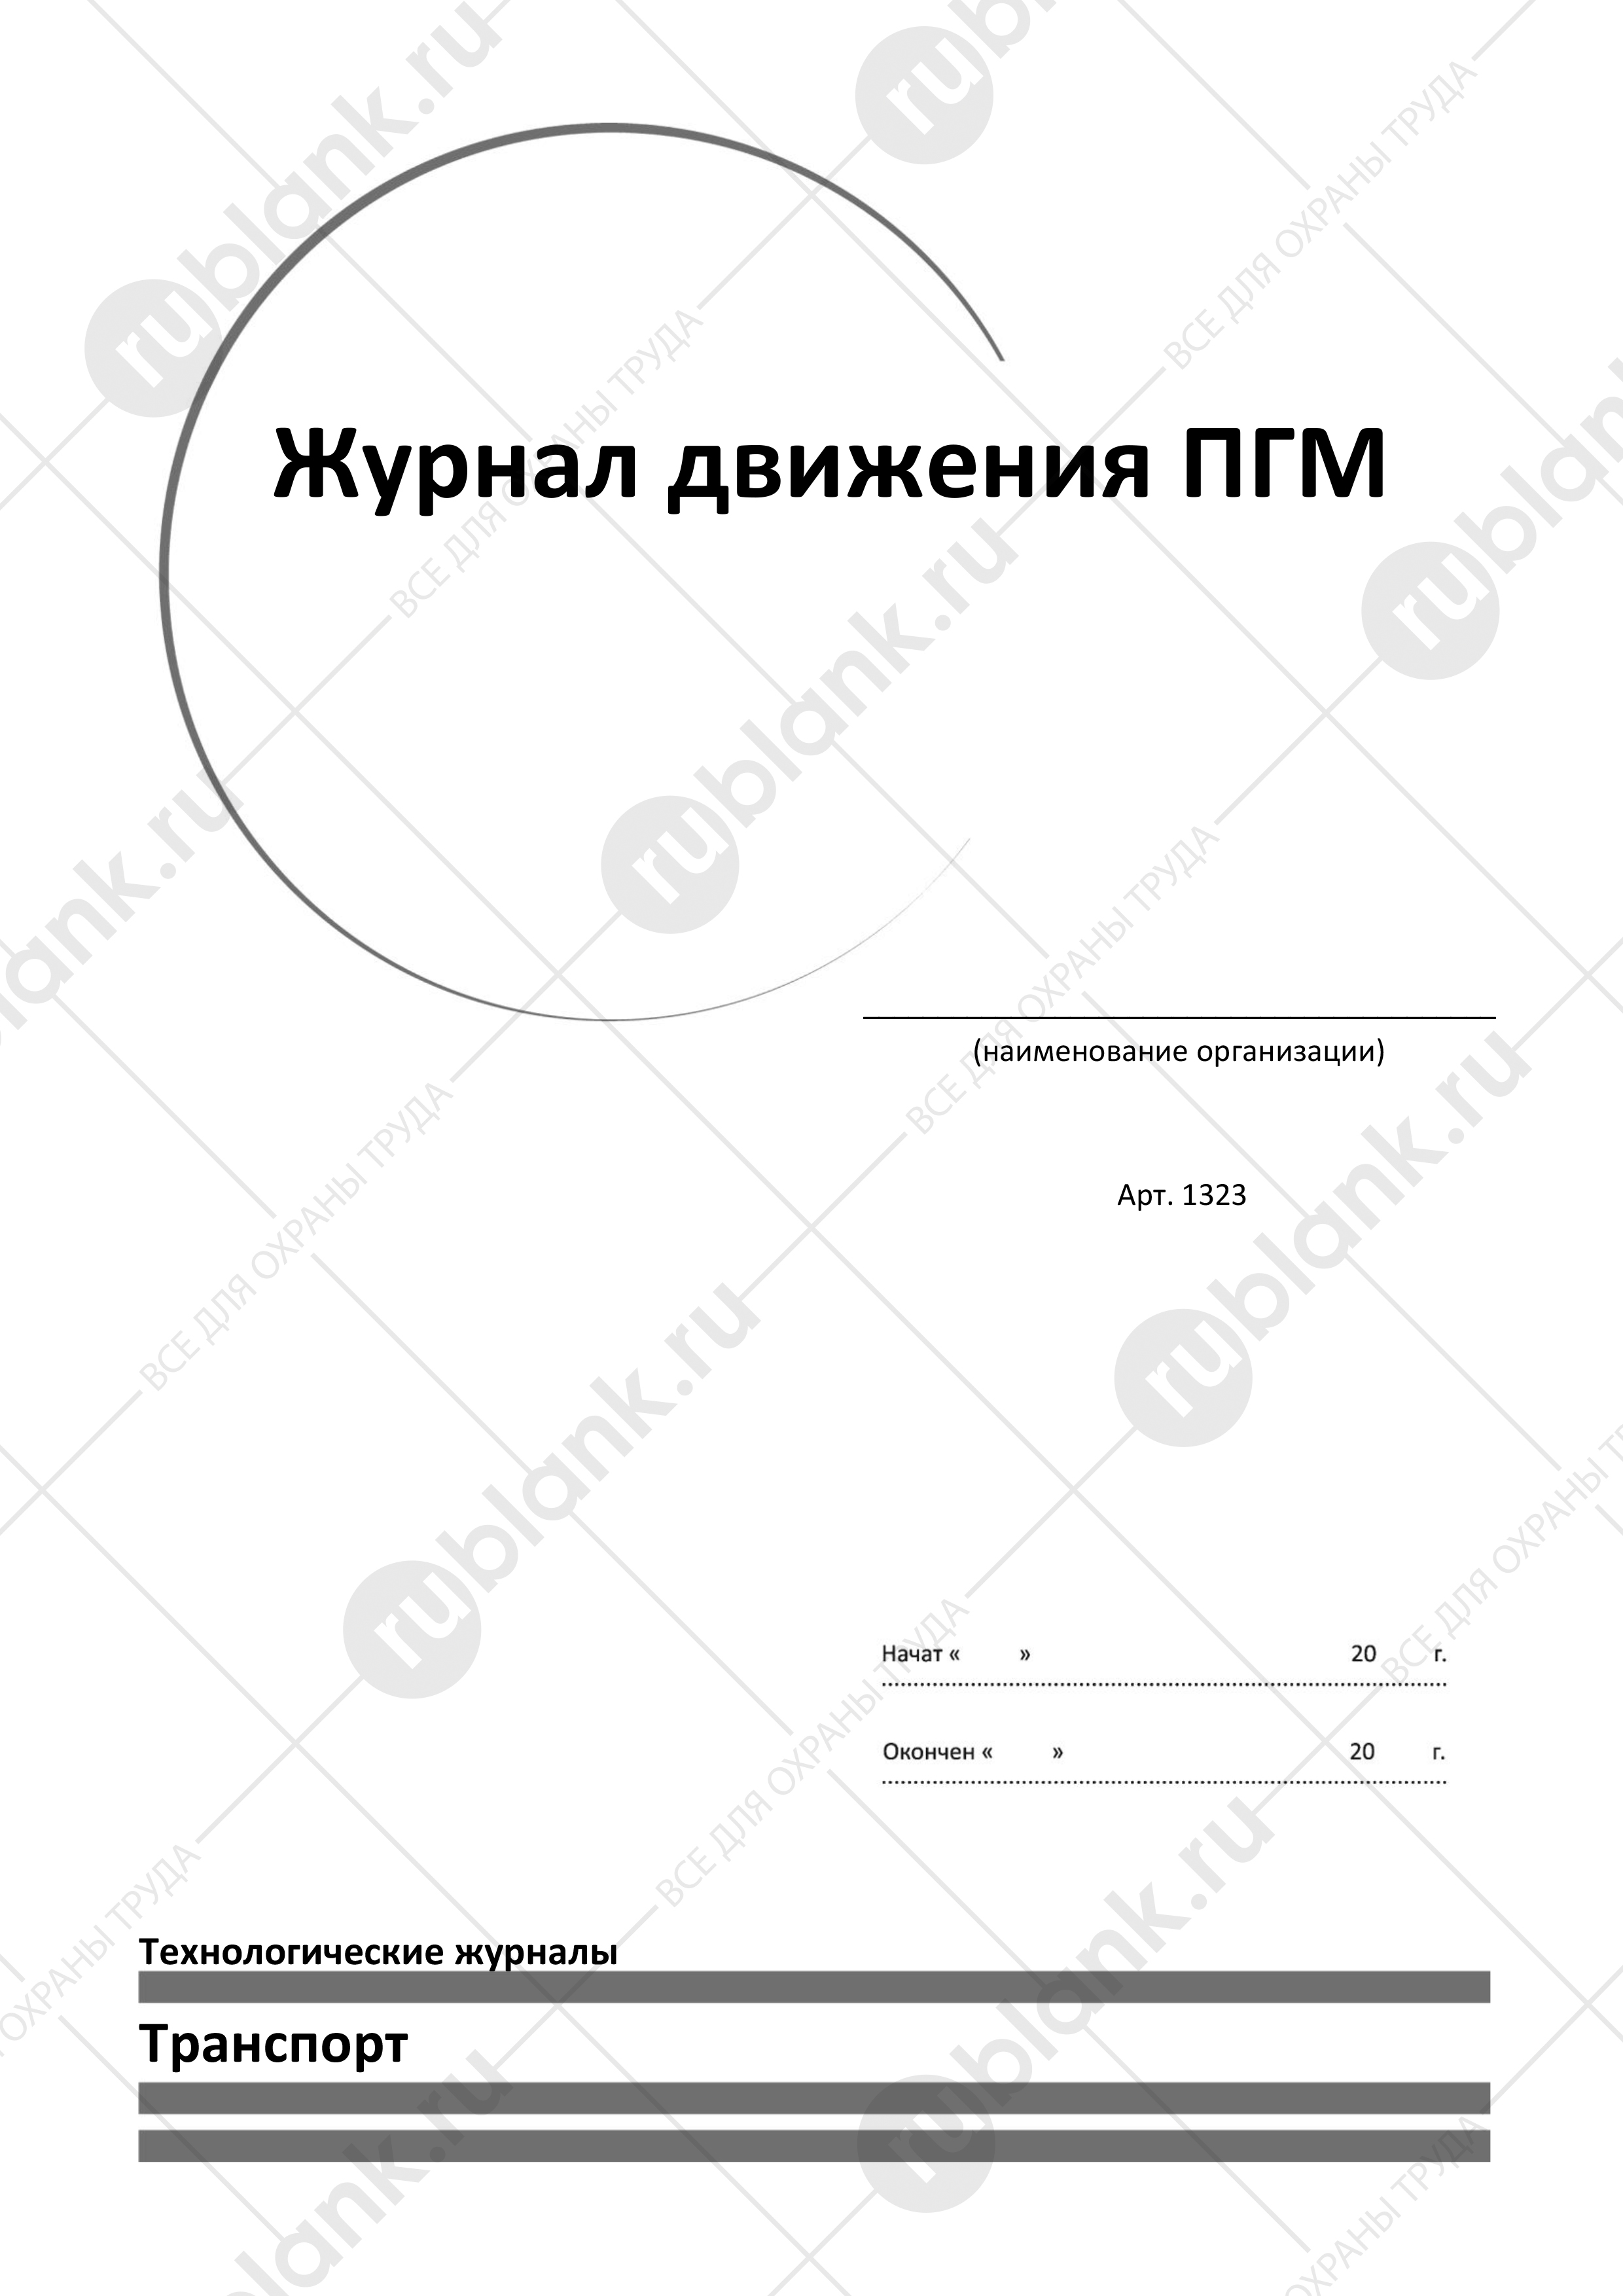 Журнал движения ПГМ
(наименование организации)
Арт. 1323
Начат « » 20 г.
Окончен « » 20 г.
Технологические журналы
Транспорт
rublank.ru
ВСЕ ДЛЯ ОХРАНЫ ТРУДА